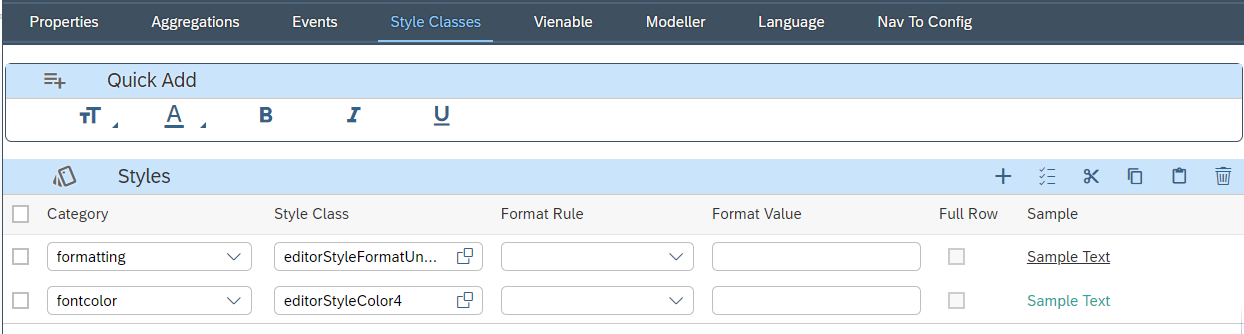 Properties Aggregations Events Style Classes Vienable Modeller Language Nav To Config
Quick Add
TT A B I U
Styles
Category Style Class Format Rule Format Value Full Row Sample
formatting editorStyleFormatUn... Sample Text
fontcolor editorStyleColor4 Sample Text